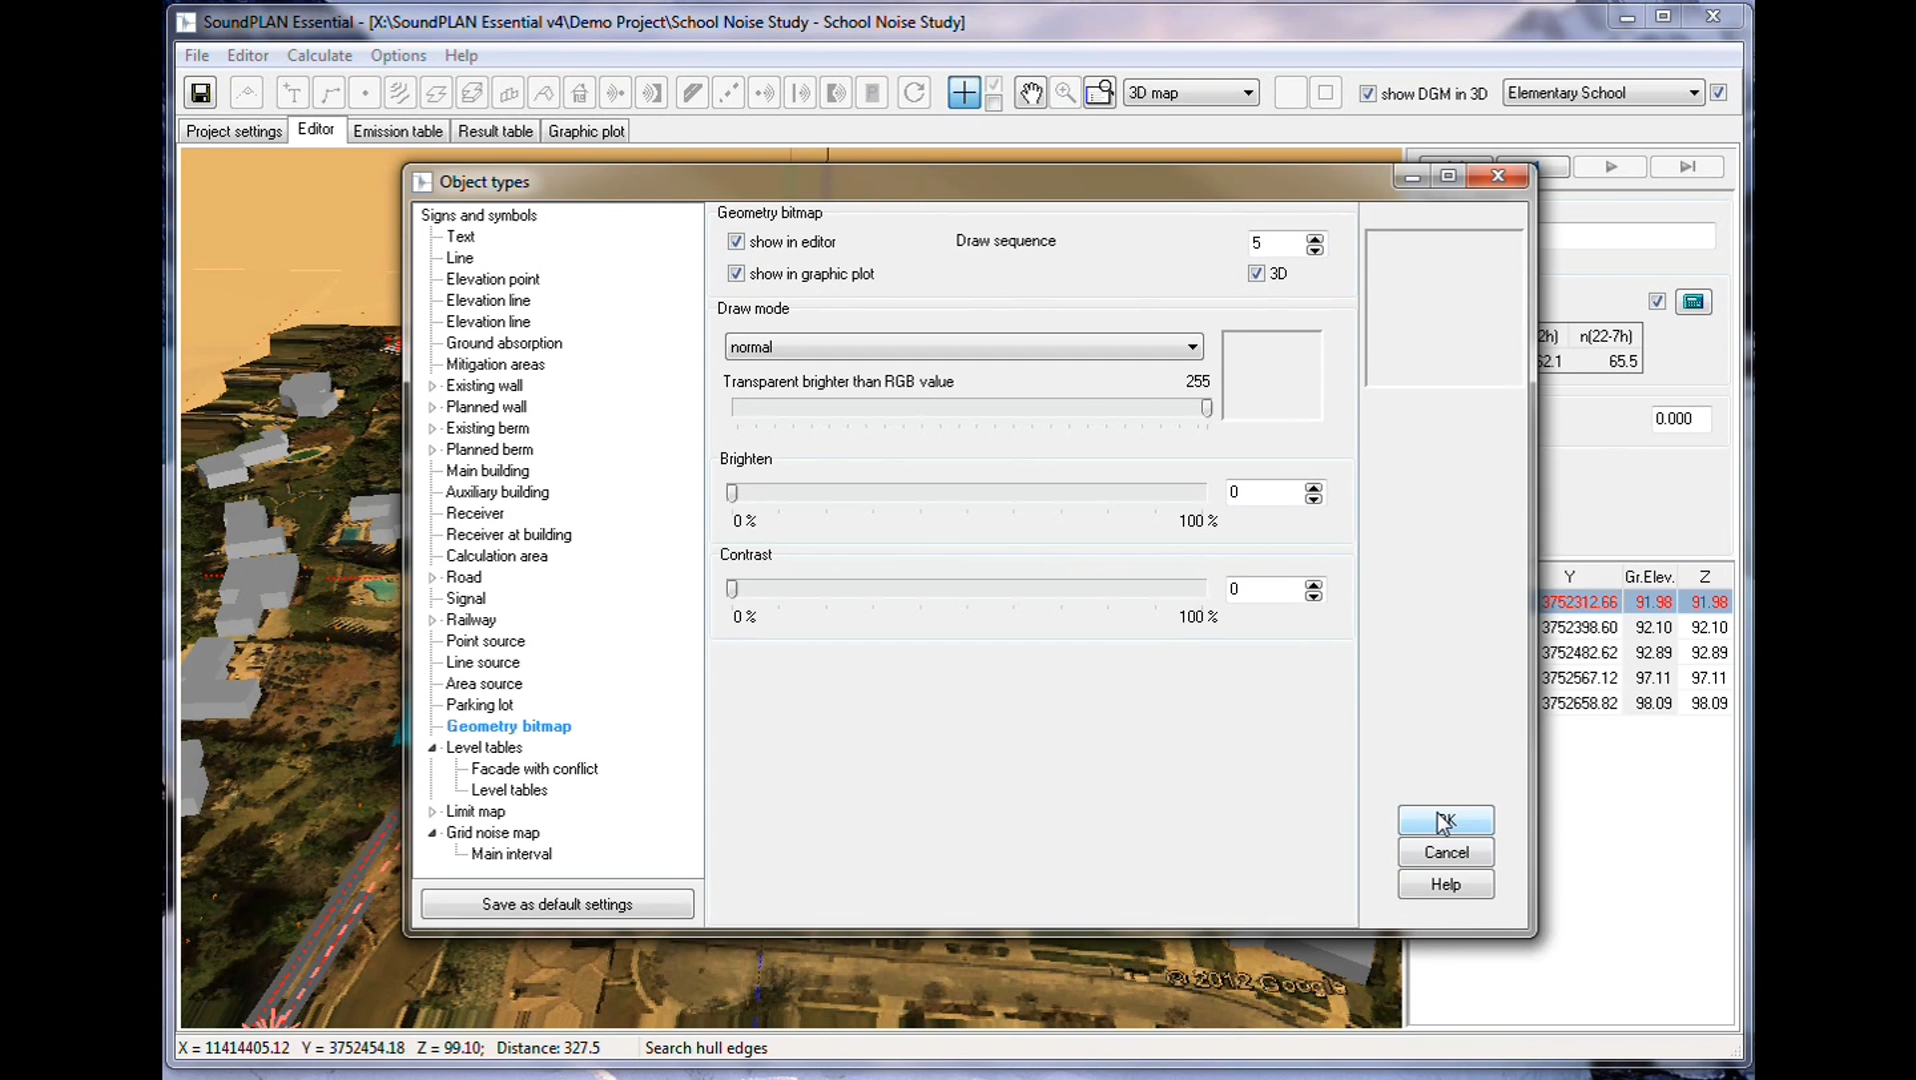 SoundPLAN Essential - [X:\SoundPLAN Essential v4\Demo Project\School Noise Study - School Noise Study]
File Editor Calculate Options Help
3D map show DGM in 3D Elementary School
Project settings Editor Emission table Result table Graphic plot
Object types
Signs and symbols
Text
Line
Elevation point
Elevation line
Elevation line
Ground absorption
Mitigation areas
Existing wall
Planned wall
Existing berm
Planned berm
Main building
Auxiliary building
Receiver
Receiver at building
Calculation area
Road
Signal
Railway
Point source
Line source
Area source
Parking lot
Geometry bitmap
Level tables
Facade with conflict
Level tables
Limit map
Grid noise map
Main interval
Save as default settings
Geometry bitmap
show in editor Draw sequence 5
show in graphic plot 3D
Draw mode
normal
Transparent brighter than RGB value 255
Brighten
0
0 % 100 %
Contrast
0
0 % 100 %
OK
Cancel
Help
2h) n(22-7h)
62.1 65.5
0.000
Y Gr.Elev. Z
3752312.66 91.98 91.98
3752398.60 92.10 92.10
3752482.62 92.89 92.89
3752567.12 97.11 97.11
3752658.82 98.09 98.09
© 2012 Google
X = 11414405.12 Y = 3752454.18 Z = 99.10; Distance: 327.5 Search hull edges